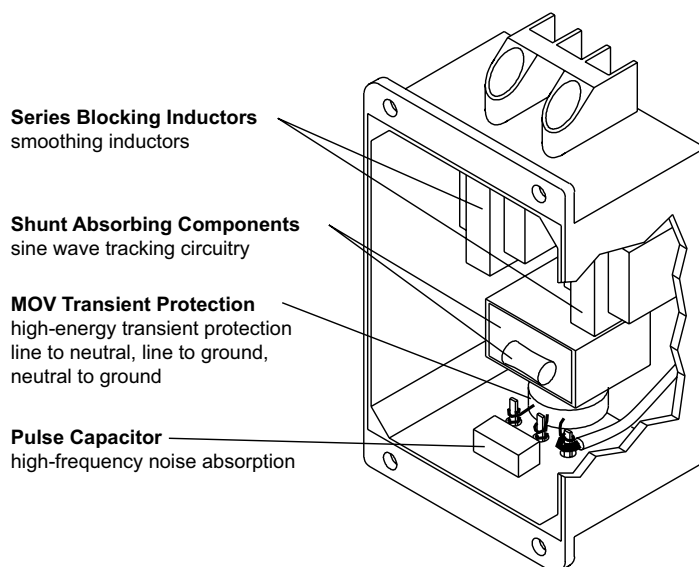 Series Blocking Inductors
smoothing inductors
Shunt Absorbing Components
sine wave tracking circuitry
MOV Transient Protection
high-energy transient protection
line to neutral, line to ground,
neutral to ground
Pulse Capacitor
high-frequency noise absorption